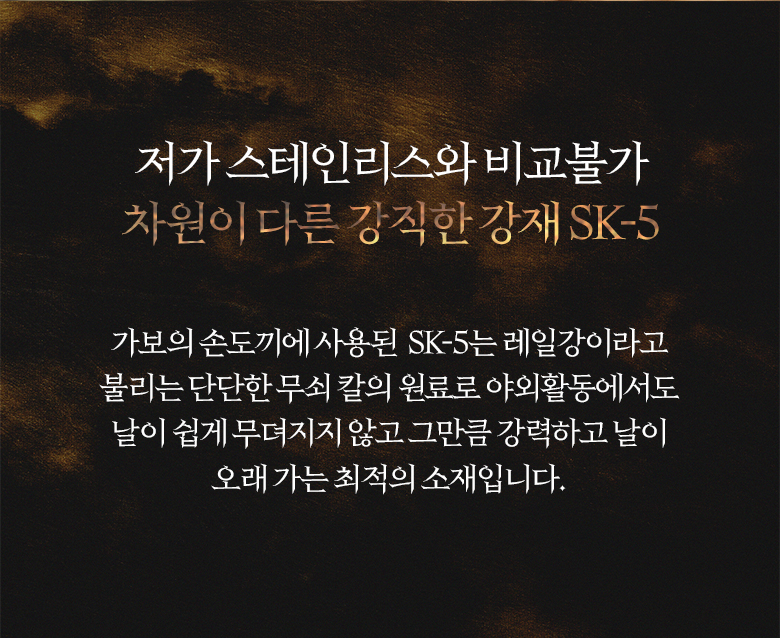 저가 스테인리스와 비교불가
차원이 다른 강직한 강재 SK-5
가보의 손도끼에 사용된 SK-5는 레일강이라고
불리는 단단한 무쇠 칼의 원료로 야외활동에서도
날이 쉽게 무뎌지지 않고 그만큼 강력하고 날이
오래 가는 최적의 소재입니다.